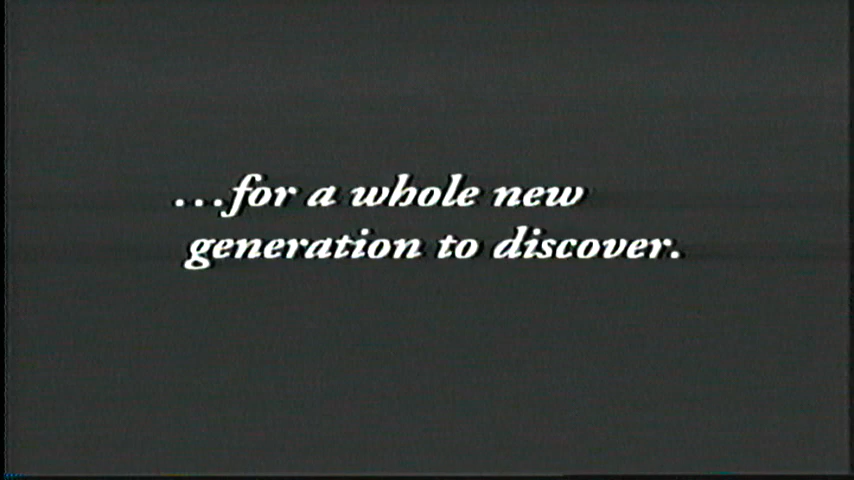 ...for a whole new
generation to discover.